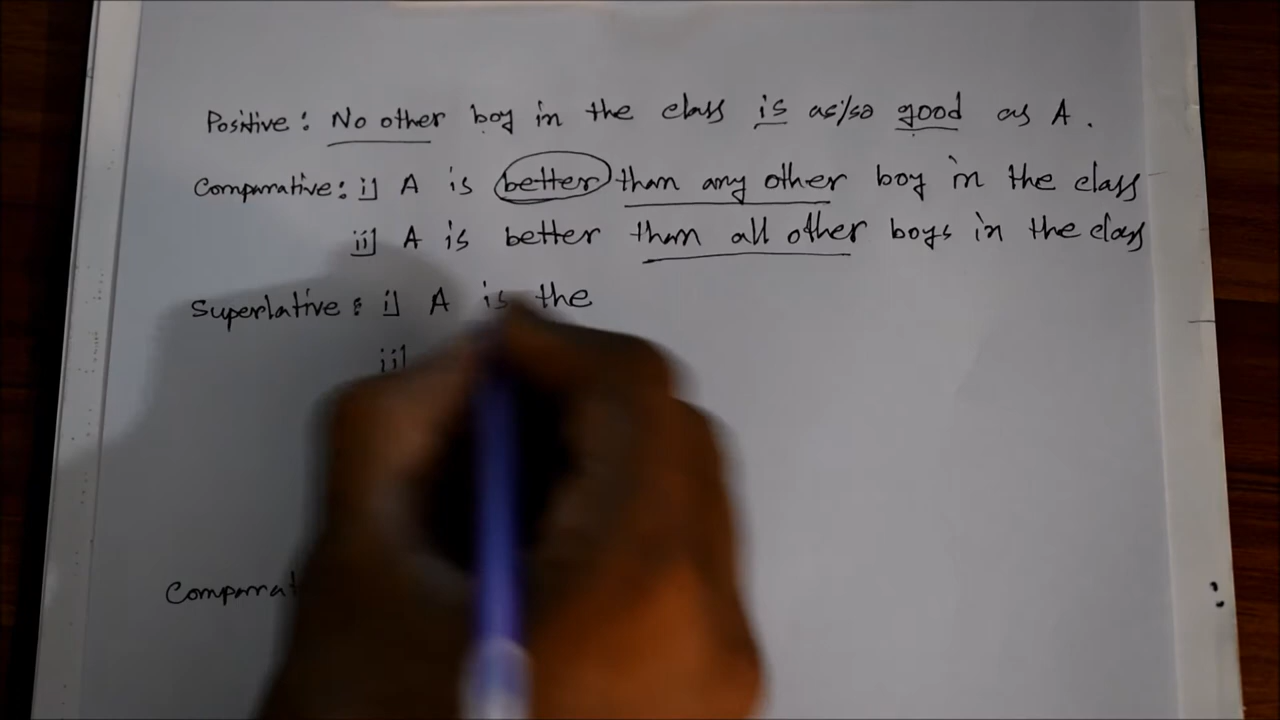 Positive: No other boy in the class is as/so good as A.
Comparative: i] A is better than any other boy in the class
ii] A is better than all other boys in the class
Superlative: i] A is the
ii]